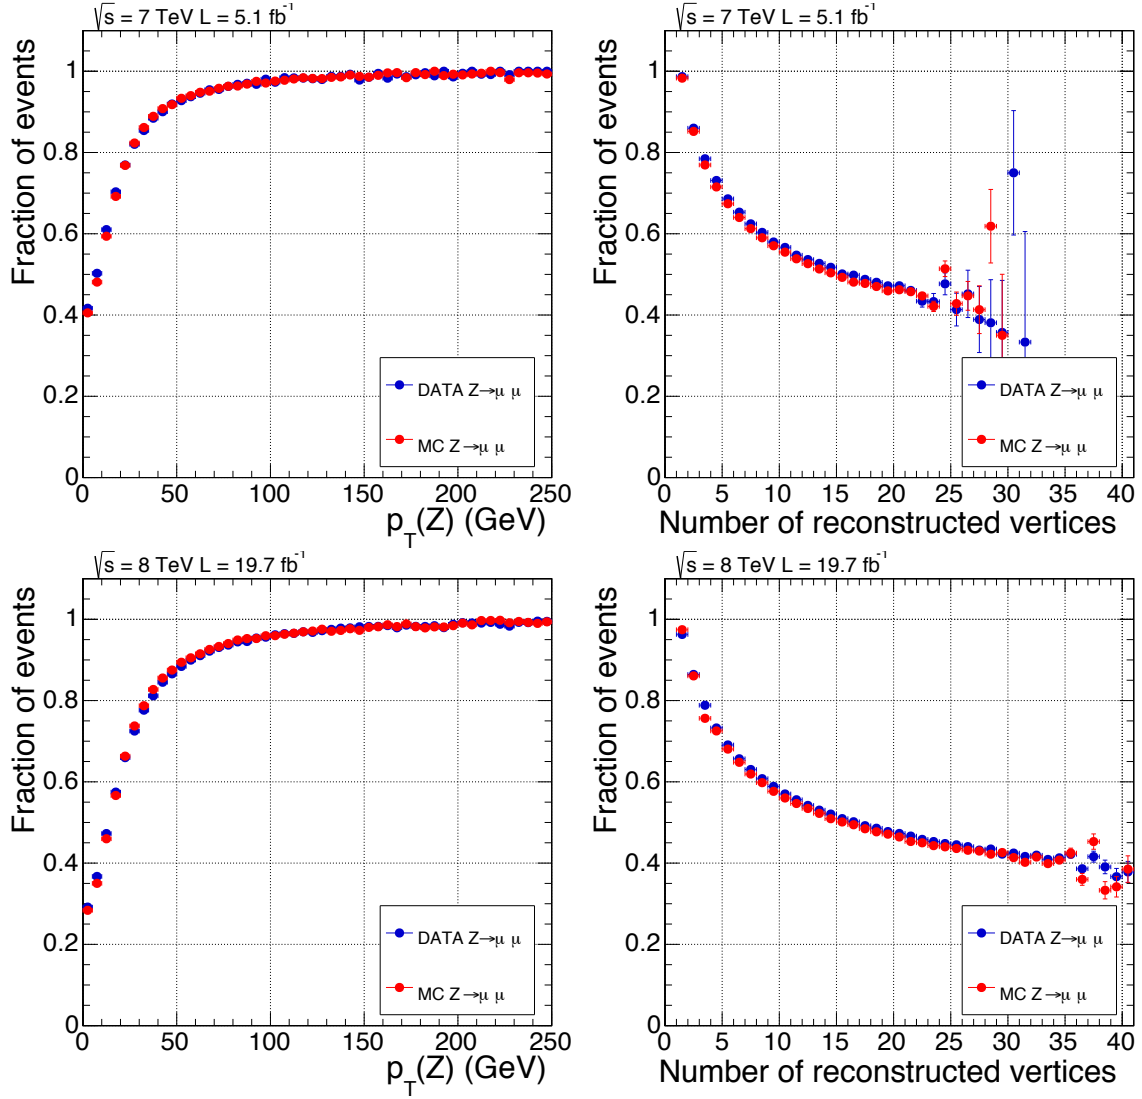 √s = 7 TeV L = 5.1 fb⁻¹
Fraction of events
1
0.8
0.6
0.4
0.2
0
0 50 100 150 200 250
p_T(Z) (GeV)
DATA Z→μ μ
MC Z→μ μ
√s = 7 TeV L = 5.1 fb⁻¹
Fraction of events
1
0.8
0.6
0.4
0.2
0
0 5 10 15 20 25 30 35 40
Number of reconstructed vertices
DATA Z→μ μ
MC Z→μ μ
√s = 8 TeV L = 19.7 fb⁻¹
Fraction of events
1
0.8
0.6
0.4
0.2
0
0 50 100 150 200 250
p_T(Z) (GeV)
DATA Z→μ μ
MC Z→μ μ
√s = 8 TeV L = 19.7 fb⁻¹
Fraction of events
1
0.8
0.6
0.4
0.2
0
0 5 10 15 20 25 30 35 40
Number of reconstructed vertices
DATA Z→μ μ
MC Z→μ μ